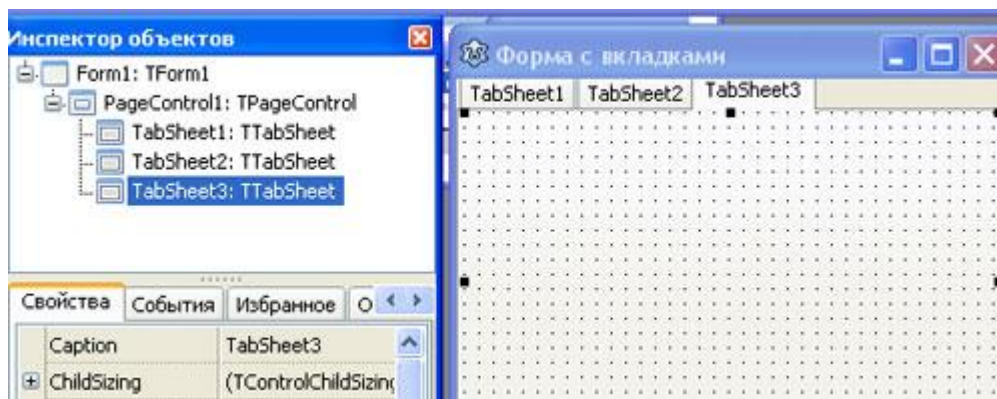 Инспектор объектов
Form1: TForm1
PageControl1: TPageControl
TabSheet1: TTabSheet
TabSheet2: TTabSheet
TabSheet3: TTabSheet
Свойства События Избранное О
Caption TabSheet3
ChildSizing (TControlChildSizing
Форма с вкладками
TabSheet1 TabSheet2 TabSheet3